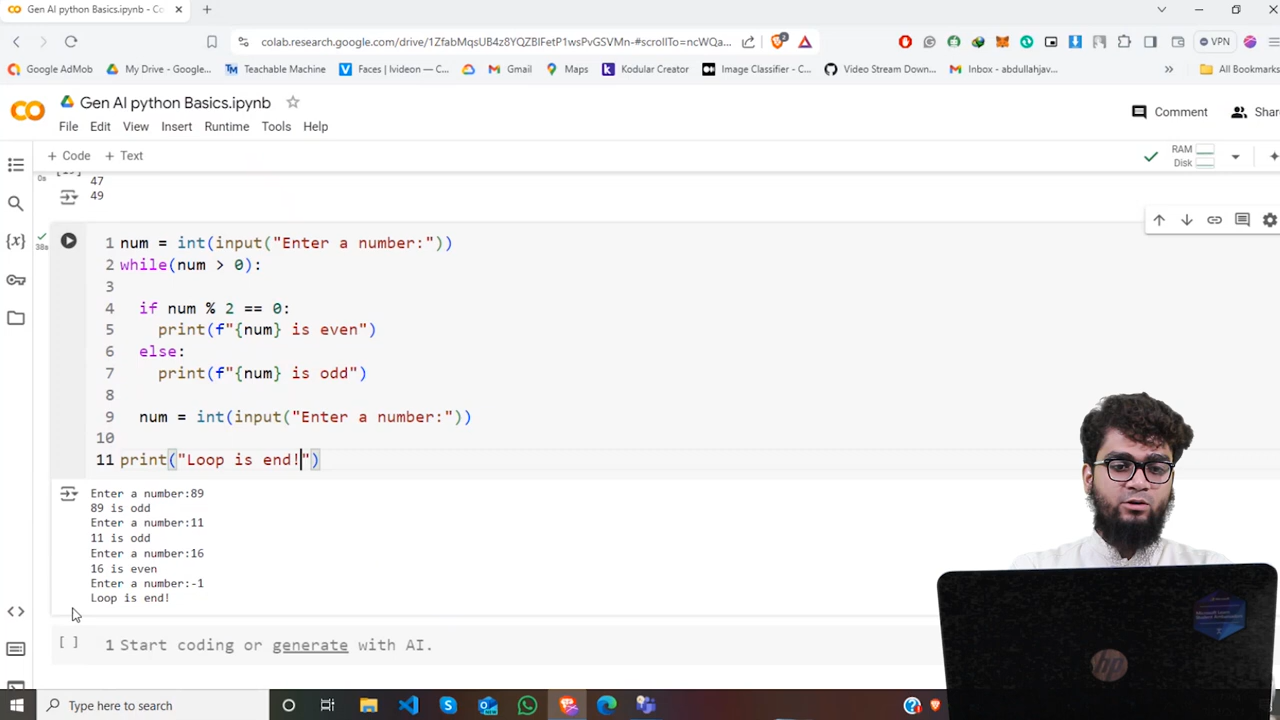 Gen AI python Basics.ipynb - Co
colab.research.google.com/drive/1ZfabMqsUB4z8YQZBlFetP1wsPvGSVMn-#scrollTo=ncWQa...
VPN
Google AdMob
My Drive - Google...
Teachable Machine
Faces | Ivideon — C...
Gmail
Maps
Kodular Creator
Image Classifier - C...
Video Stream Down...
Inbox - abdullahjav...
»
All Bookmarks
Gen AI python Basics.ipynb
Comment
Shar
File Edit View Insert Runtime Tools Help
+ Code + Text
RAM
Disk
0s
47
49
38s
1 num = int(input("Enter a number:"))
2 while(num > 0):
3
4 if num % 2 == 0:
5 print(f"{num} is even")
6 else:
7 print(f"{num} is odd")
8
9 num = int(input("Enter a number:"))
10
11 print("Loop is end!")
Enter a number:89
89 is odd
Enter a number:11
11 is odd
Enter a number:16
16 is even
Enter a number:-1
Loop is end!
[ ] 1 Start coding or generate with AI.
hp
Type here to search